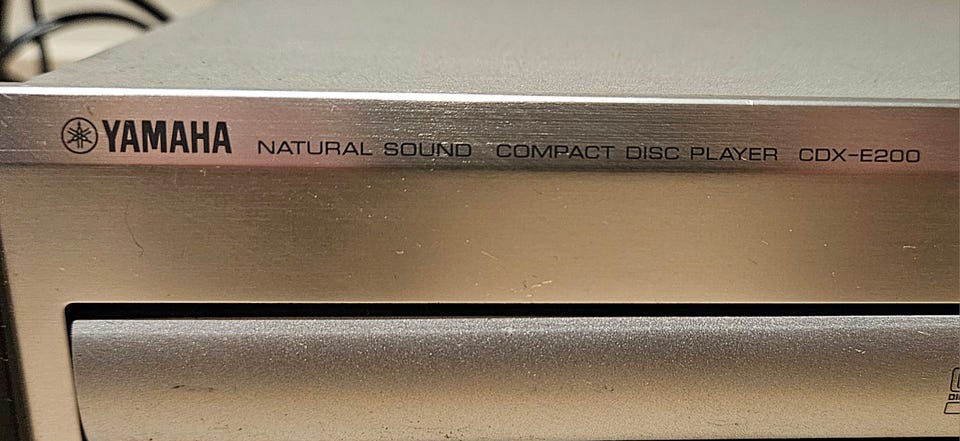 YAMAHA NATURAL SOUND COMPACT DISC PLAYER CDX-E200